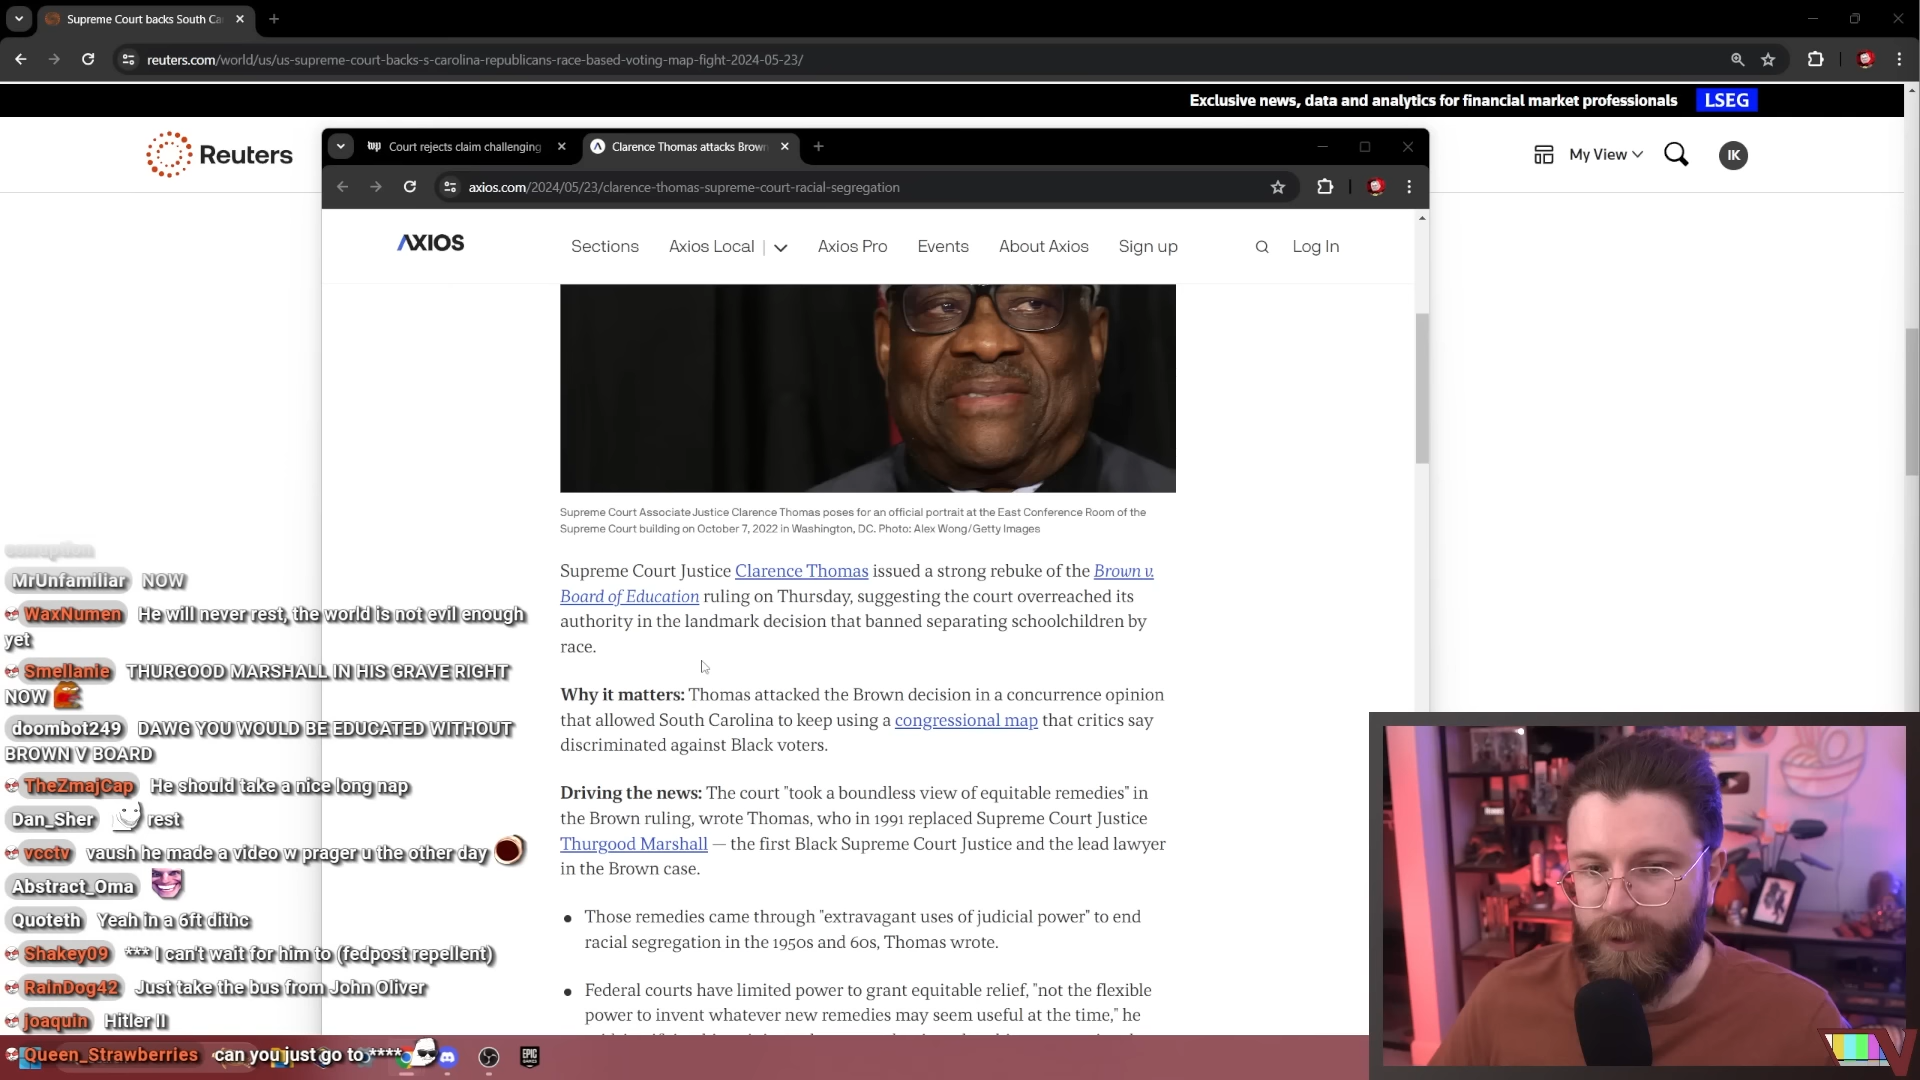 Supreme Court backs South Ca
reuters.com/world/us/us-supreme-court-backs-s-carolina-republicans-race-based-voting-map-fight-2024-05-23/
Exclusive news, data and analytics for financial market professionals LSEG
Reuters
My View
IK
Court rejects claim challenging
Clarence Thomas attacks Brown
axios.com/2024/05/23/clarence-thomas-supreme-court-racial-segregation
AXIOS
Sections Axios Local Axios Pro Events About Axios Sign up Log In
Supreme Court Associate Justice Clarence Thomas poses for an official portrait at the East Conference Room of the
Supreme Court building on October 7, 2022 in Washington, DC. Photo: Alex Wong/Getty Images
Supreme Court Justice Clarence Thomas issued a strong rebuke of the Brown v.
Board of Education ruling on Thursday, suggesting the court overreached its
authority in the landmark decision that banned separating schoolchildren by
race.
Why it matters: Thomas attacked the Brown decision in a concurrence opinion
that allowed South Carolina to keep using a congressional map that critics say
discriminated against Black voters.
Driving the news: The court "took a boundless view of equitable remedies" in
the Brown ruling, wrote Thomas, who in 1991 replaced Supreme Court Justice
Thurgood Marshall — the first Black Supreme Court Justice and the lead lawyer
in the Brown case.
• Those remedies came through "extravagant uses of judicial power" to end
racial segregation in the 1950s and 60s, Thomas wrote.
• Federal courts have limited power to grant equitable relief, "not the flexible
power to invent whatever new remedies may seem useful at the time," he
corruption
MrUnfamiliar NOW
WaxNumen He will never rest, the world is not evil enough
yet
Smellanie THURGOOD MARSHALL IN HIS GRAVE RIGHT
NOW
doombot249 DAWG YOU WOULD BE EDUCATED WITHOUT
BROWN V BOARD
TheZmajCap He should take a nice long nap
Dan_Sher rest
vcctv vaush he made a video w prager u the other day
Abstract_Oma
Quoteth Yeah in a 6ft dithc
Shakey09 *** I can't wait for him to (fedpost repellent)
RainDog42 Just take the bus from John Oliver
joaquin Hitler II
Queen_Strawberries can you just go to ****
EPIC
GAMES